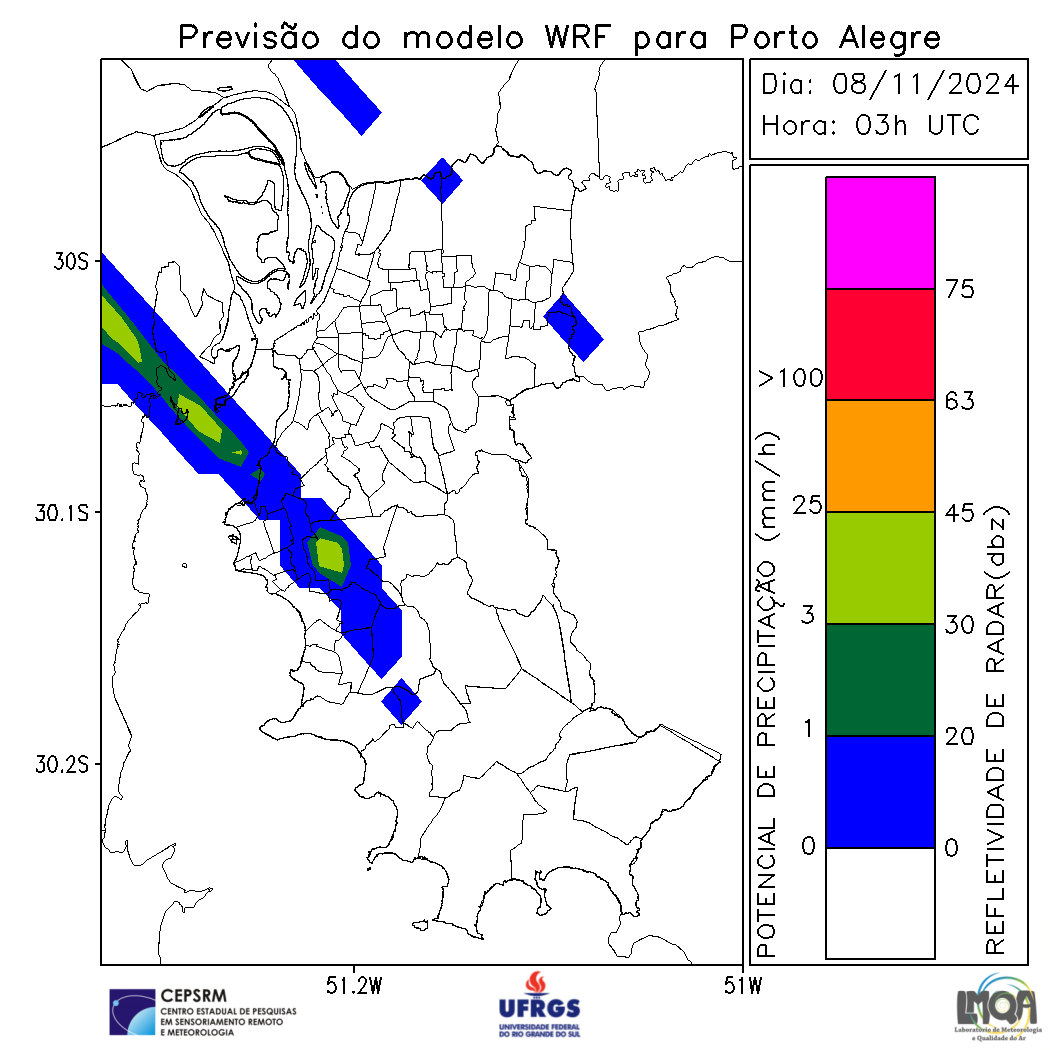 Previsão do modelo WRF para Porto Alegre
Dia: 08/11/2024
Hora: 03h UTC
30S
30.1S
30.2S
51.2W
51W
POTENCIAL DE PRECIPITAÇÃO (mm/h)
>100
25
3
1
0
75
63
45
30
20
0
REFLETIVIDADE DE RADAR(dbz)
CEPSRM
CENTRO ESTADUAL DE PESQUISAS
EM SENSORIAMENTO REMOTO
E METEOROLOGIA
UFRGS
UNIVERSIDADE FEDERAL
DO RIO GRANDE DO SUL
LMQA
Laboratório de Meteorologia
e Qualidade do Ar